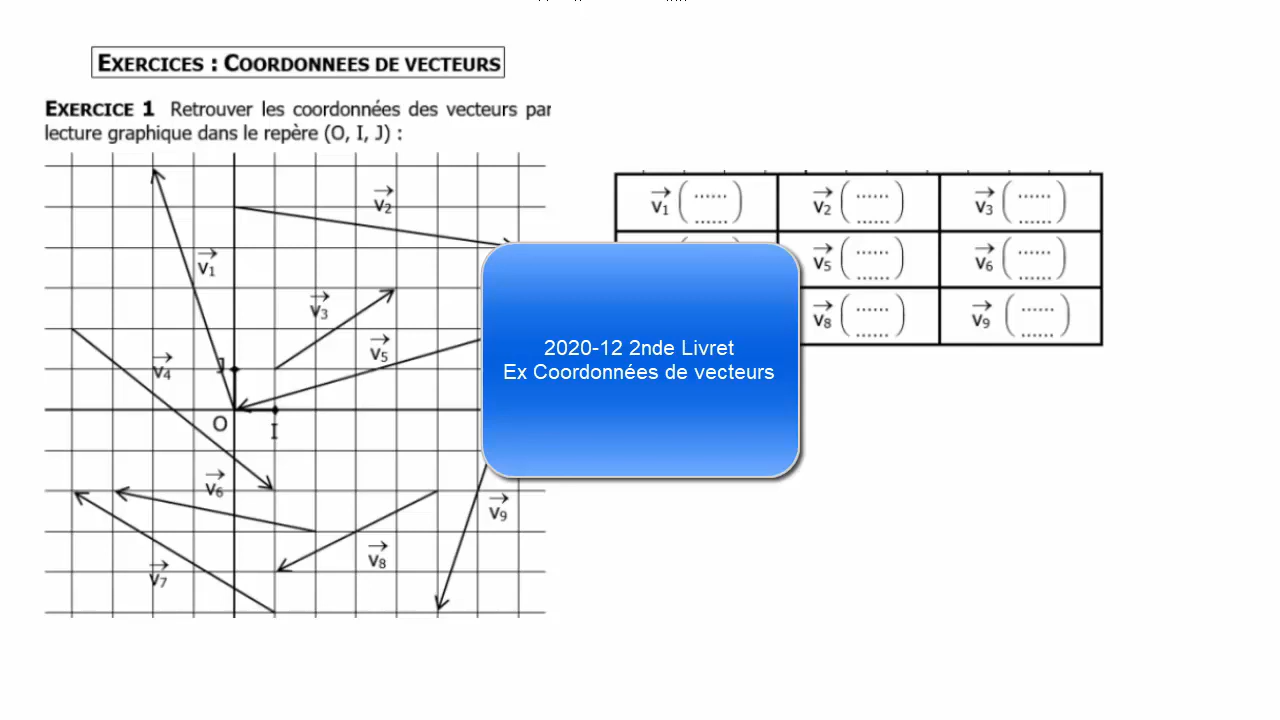 EXERCICES : COORDONNEES DE VECTEURS
EXERCICE 1 Retrouver les coordonnées des vecteurs par
lecture graphique dans le repère (O, I, J) :
v2
v1
v3
v5
J
v4
O
I
v6
v9
v8
v7
v1 (...... ......)
v2 (...... ......)
v3 (...... ......)
v5 (...... ......)
v6 (...... ......)
v8 (...... ......)
v9 (...... ......)
2020-12 2nde Livret
Ex Coordonnées de vecteurs